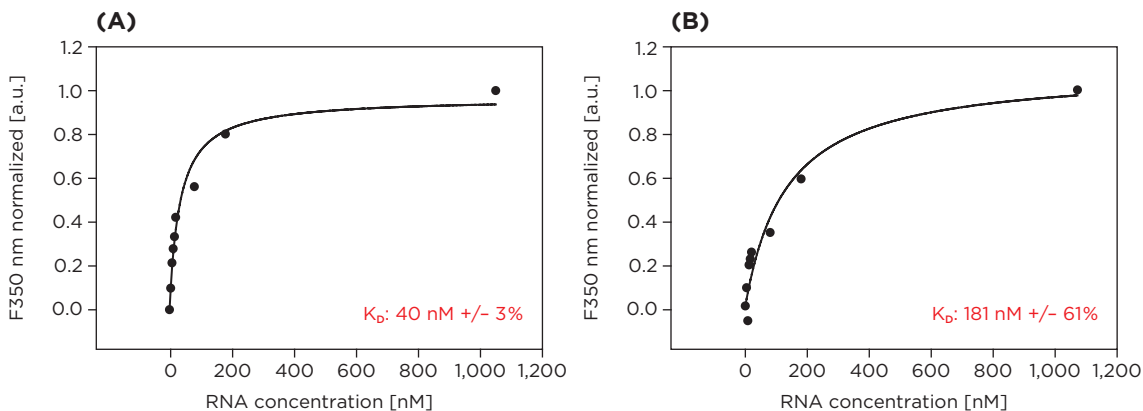 (A)
F350 nm normalized [a.u.]
1.2
1.0
0.8
0.6
0.4
0.2
0.0
K_D: 40 nM +/– 3%
0 200 400 600 800 1,000 1,200
RNA concentration [nM]
(B)
F350 nm normalized [a.u.]
1.2
1.0
0.8
0.6
0.4
0.2
0.0
K_D: 181 nM +/– 61%
0 200 400 600 800 1,000 1,200
RNA concentration [nM]